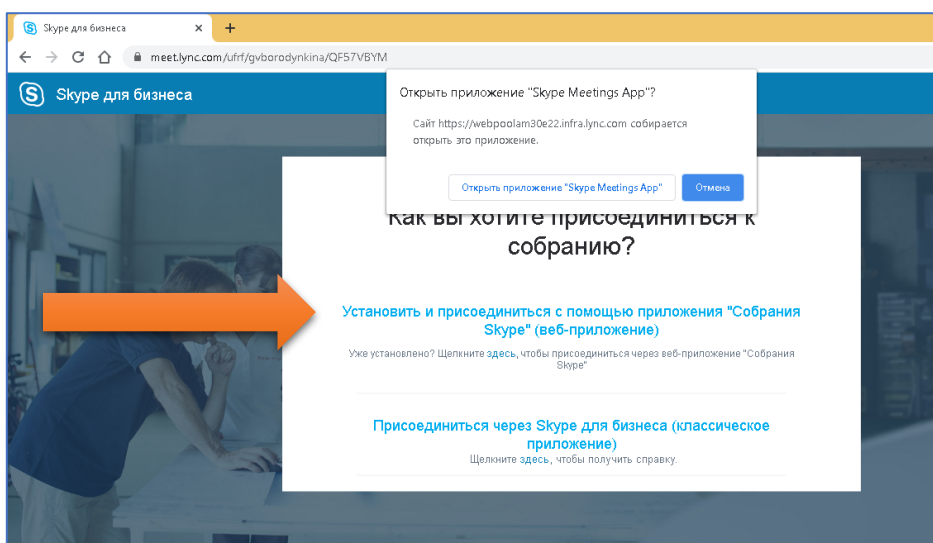 Skype для бизнеса
meet.lync.com/ufrf/gvborodynkina/QF57VBYM
Skype для бизнеса
Открыть приложение "Skype Meetings App"?
Сайт https://webpoolam30e22.infra.lync.com собирается
открыть это приложение.
Открыть приложение "Skype Meetings App"
Отмена
Как вы хотите присоединиться к
собранию?
Установить и присоединиться с помощью приложения "Собрания
Skype" (веб-приложение)
Уже установлено? Щелкните здесь, чтобы присоединиться через веб-приложение "Собрания
Skype"
Присоединиться через Skype для бизнеса (классическое
приложение)
Щелкните здесь, чтобы получить справку.